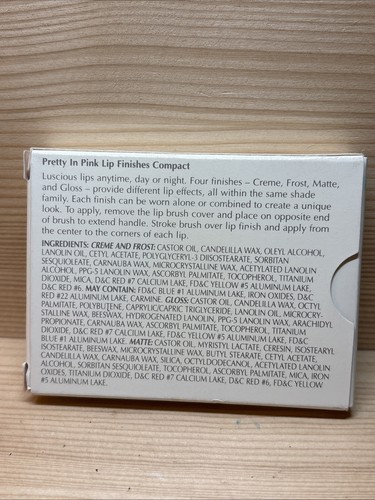 Pretty In Pink Lip Finishes Compact
Luscious lips anytime, day or night. Four finishes – Creme, Frost, Matte,
and Gloss – provide different lip effects, all within the same shade
family. Each finish can be worn alone or combined to create a unique
look. To apply, remove the lip brush cover and place on opposite end
of brush to extend handle. Stroke brush over lip finish and apply from
the center to the corners of each lip.
INGREDIENTS: CREME AND FROST: CASTOR OIL, CANDELILLA WAX, OLEYL ALCOHOL,
LANOLIN OIL, CETYL ACETATE, POLYGLYCERYL-3 DIISOSTEARATE, SORBITAN
SESQUIOLEATE, CARNAUBA WAX, MICROCRYSTALLINE WAX, ACETYLATED LANOLIN
ALCOHOL, PPG-5 LANOLIN WAX, ASCORBYL PALMITATE, TOCOPHEROL, TITANIUM
DIOXIDE, MICA, D&C RED #7 CALCIUM LAKE, FD&C YELLOW #5 ALUMINUM LAKE,
D&C RED #6. MAY CONTAIN: FD&C BLUE #1 ALUMINUM LAKE, IRON OXIDES, D&C
RED #22 ALUMINUM LAKE, CARMINE. GLOSS: CASTOR OIL, CANDELILLA WAX, OCTYL
PALMITATE, POLYBUTENE, CAPRYLIC/CAPRIC TRIGLYCERIDE, LANOLIN OIL, MICROCRY-
STALLINE WAX, BEESWAX, HYDROGENATED LANOLIN, PPG-5 LANOLIN WAX, ARACHIDYL
PROPIONATE, CARNAUBA WAX, ASCORBYL PALMITATE, TOCOPHEROL, TITANIUM
DIOXIDE, D&C RED #7 CALCIUM LAKE, FD&C YELLOW #5 ALUMINUM LAKE, FD&C
BLUE #1 ALUMINUM LAKE. MATTE: CASTOR OIL, MYRISTYL LACTATE, CERESIN, ISOSTEARYL
ISOSTEARATE, BEESWAX, MICROCRYSTALLINE WAX, BUTYL STEARATE, CETYL ACETATE,
CANDELILLA WAX, CARNAUBA WAX, SILICA, OCTYLDODECANOL, ACETYLATED LANOLIN
ALCOHOL, SORBITAN SESQUIOLEATE, TOCOPHEROL, ASCORBYL PALMITATE, MICA, IRON
OXIDES, TITANIUM DIOXIDE, D&C RED #7 CALCIUM LAKE, D&C RED #6, FD&C YELLOW
#5 ALUMINUM LAKE.